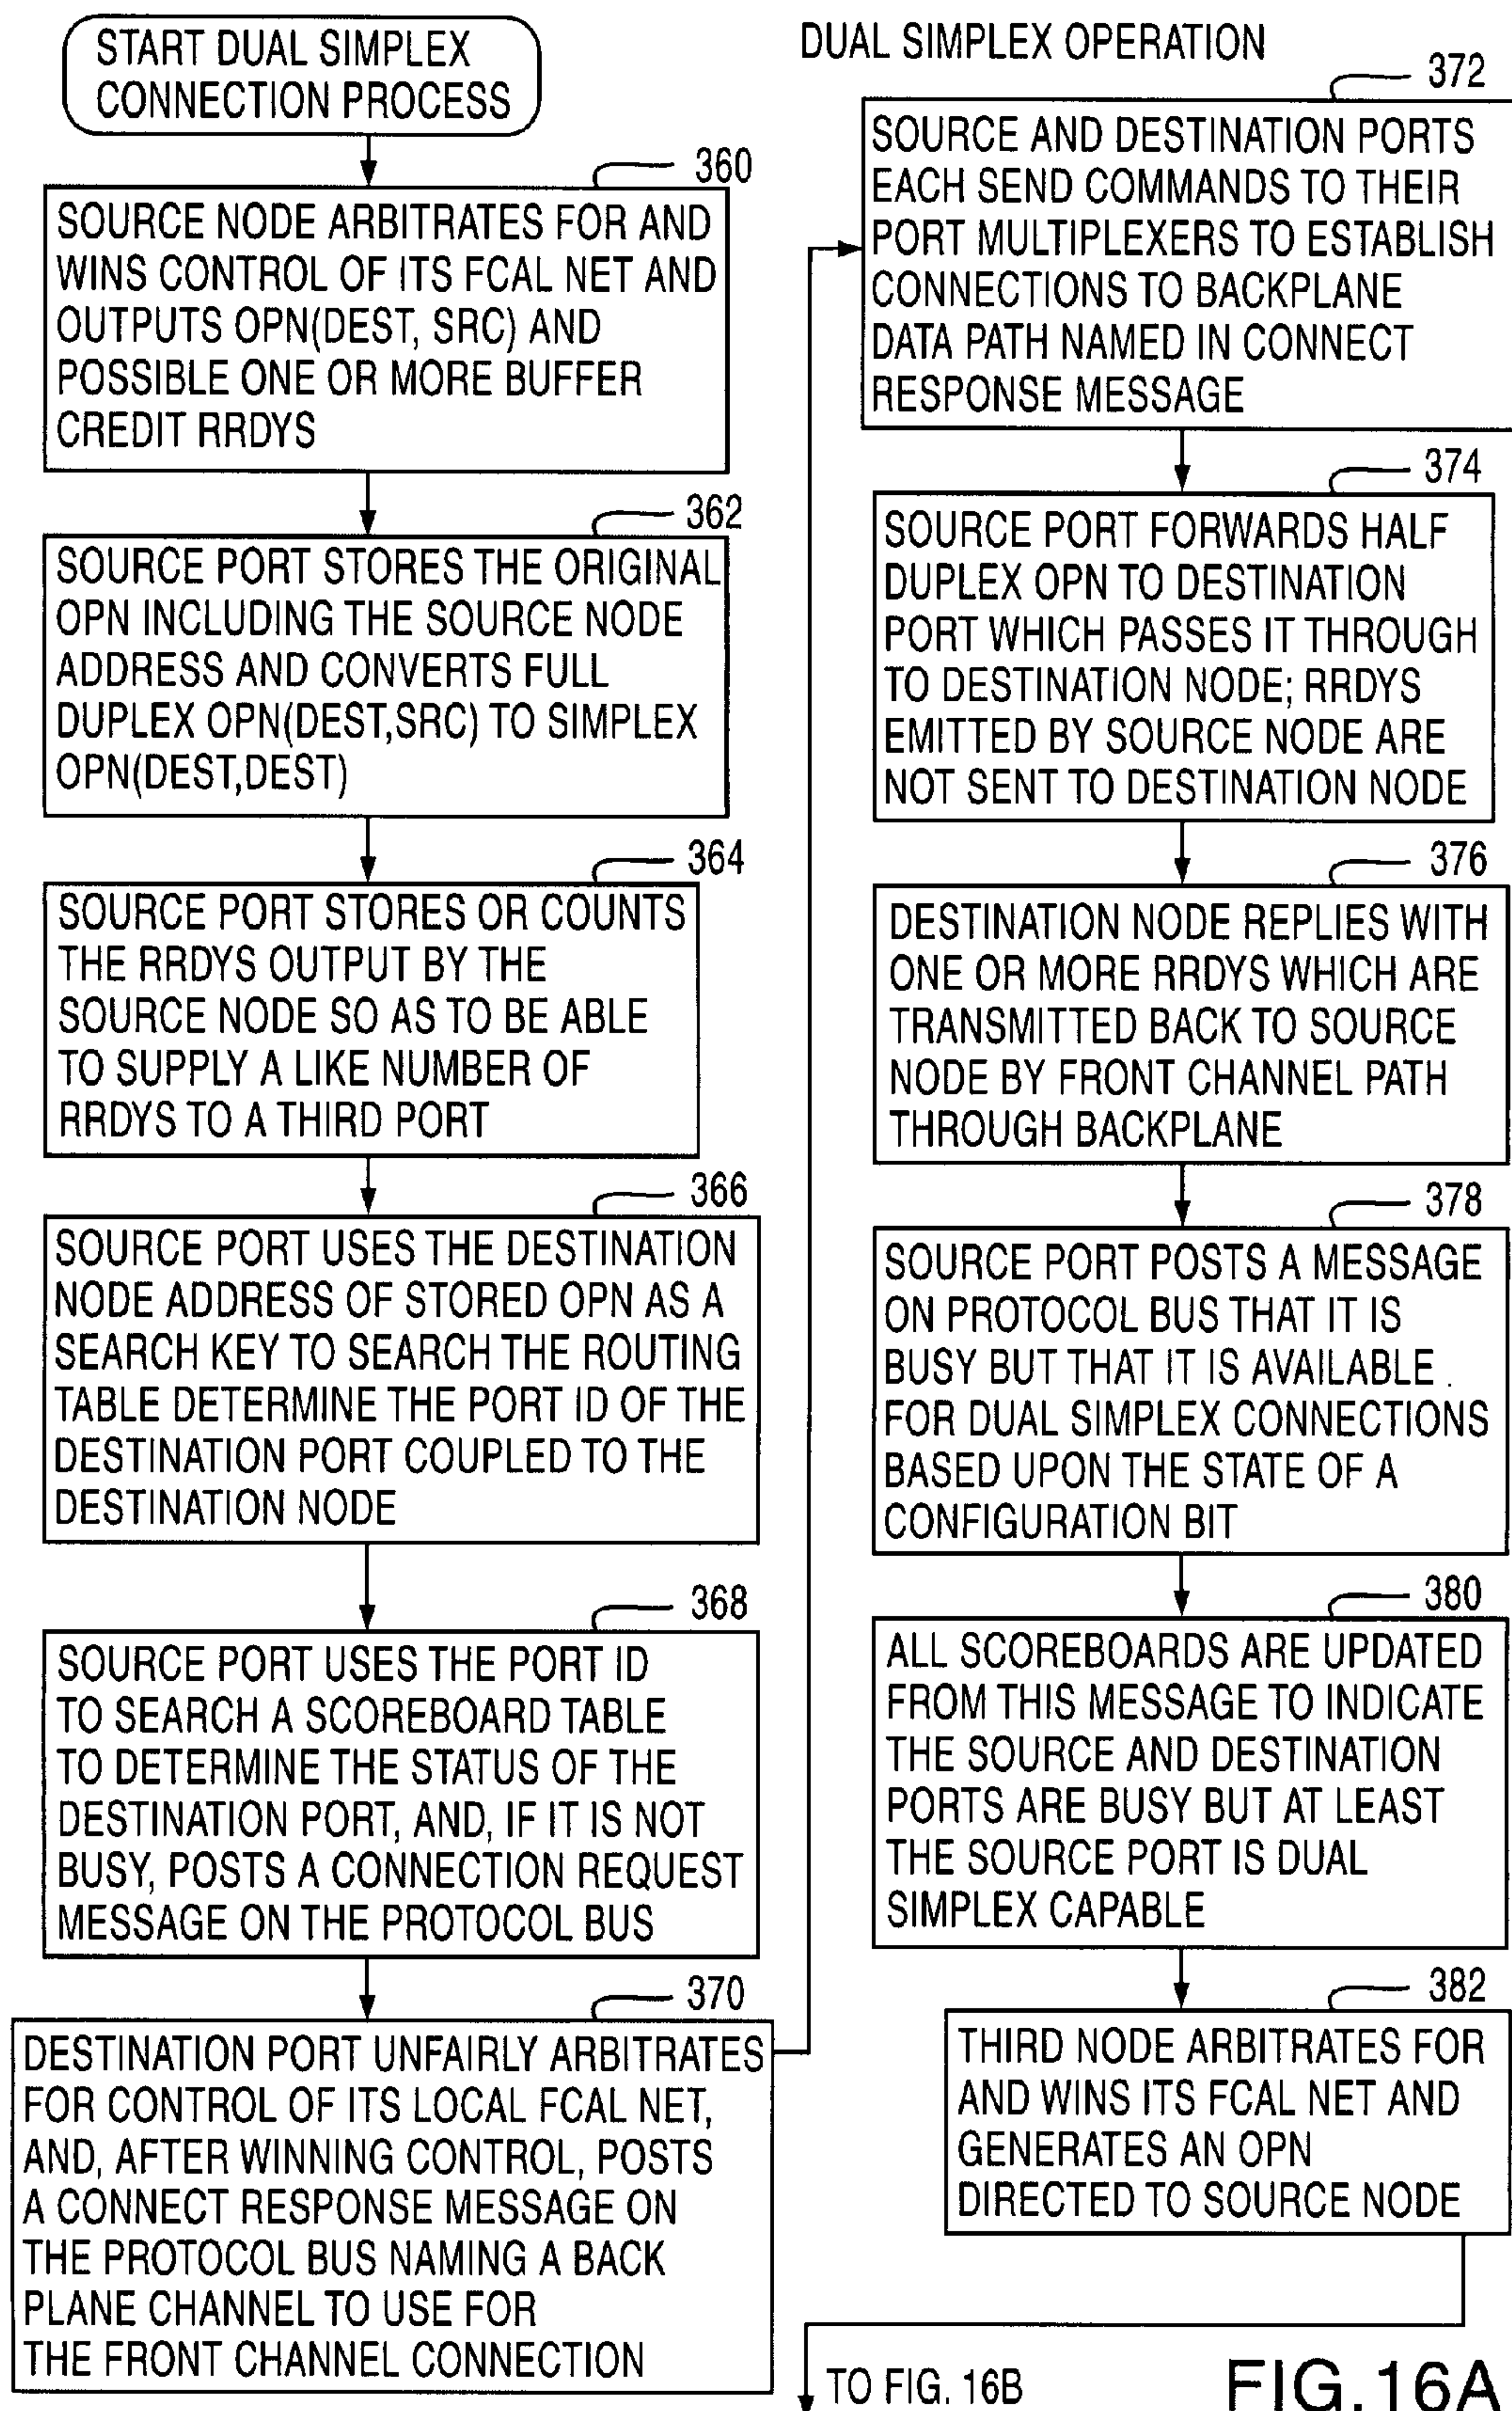 START DUAL SIMPLEX
CONNECTION PROCESS
360
SOURCE NODE ARBITRATES FOR AND
WINS CONTROL OF ITS FCAL NET AND
OUTPUTS OPN(DEST, SRC) AND
POSSIBLE ONE OR MORE BUFFER
CREDIT RRDYS
362
SOURCE PORT STORES THE ORIGINAL
OPN INCLUDING THE SOURCE NODE
ADDRESS AND CONVERTS FULL
DUPLEX OPN(DEST,SRC) TO SIMPLEX
OPN(DEST,DEST)
364
SOURCE PORT STORES OR COUNTS
THE RRDYS OUTPUT BY THE
SOURCE NODE SO AS TO BE ABLE
TO SUPPLY A LIKE NUMBER OF
RRDYS TO A THIRD PORT
366
SOURCE PORT USES THE DESTINATION
NODE ADDRESS OF STORED OPN AS A
SEARCH KEY TO SEARCH THE ROUTING
TABLE DETERMINE THE PORT ID OF THE
DESTINATION PORT COUPLED TO THE
DESTINATION NODE
368
SOURCE PORT USES THE PORT ID
TO SEARCH A SCOREBOARD TABLE
TO DETERMINE THE STATUS OF THE
DESTINATION PORT, AND, IF IT IS NOT
BUSY, POSTS A CONNECTION REQUEST
MESSAGE ON THE PROTOCOL BUS
370
DESTINATION PORT UNFAIRLY ARBITRATES
FOR CONTROL OF ITS LOCAL FCAL NET,
AND, AFTER WINNING CONTROL, POSTS
A CONNECT RESPONSE MESSAGE ON
THE PROTOCOL BUS NAMING A BACK
PLANE CHANNEL TO USE FOR
THE FRONT CHANNEL CONNECTION
DUAL SIMPLEX OPERATION
372
SOURCE AND DESTINATION PORTS
EACH SEND COMMANDS TO THEIR
PORT MULTIPLEXERS TO ESTABLISH
CONNECTIONS TO BACKPLANE
DATA PATH NAMED IN CONNECT
RESPONSE MESSAGE
374
SOURCE PORT FORWARDS HALF
DUPLEX OPN TO DESTINATION
PORT WHICH PASSES IT THROUGH
TO DESTINATION NODE; RRDYS
EMITTED BY SOURCE NODE ARE
NOT SENT TO DESTINATION NODE
376
DESTINATION NODE REPLIES WITH
ONE OR MORE RRDYS WHICH ARE
TRANSMITTED BACK TO SOURCE
NODE BY FRONT CHANNEL PATH
THROUGH BACKPLANE
378
SOURCE PORT POSTS A MESSAGE
ON PROTOCOL BUS THAT IT IS
BUSY BUT THAT IT IS AVAILABLE .
FOR DUAL SIMPLEX CONNECTIONS
BASED UPON THE STATE OF A
CONFIGURATION BIT
380
ALL SCOREBOARDS ARE UPDATED
FROM THIS MESSAGE TO INDICATE
THE SOURCE AND DESTINATION
PORTS ARE BUSY BUT AT LEAST
THE SOURCE PORT IS DUAL
SIMPLEX CAPABLE
382
THIRD NODE ARBITRATES FOR
AND WINS ITS FCAL NET AND
GENERATES AN OPN
DIRECTED TO SOURCE NODE
TO FIG. 16B
FIG.16A